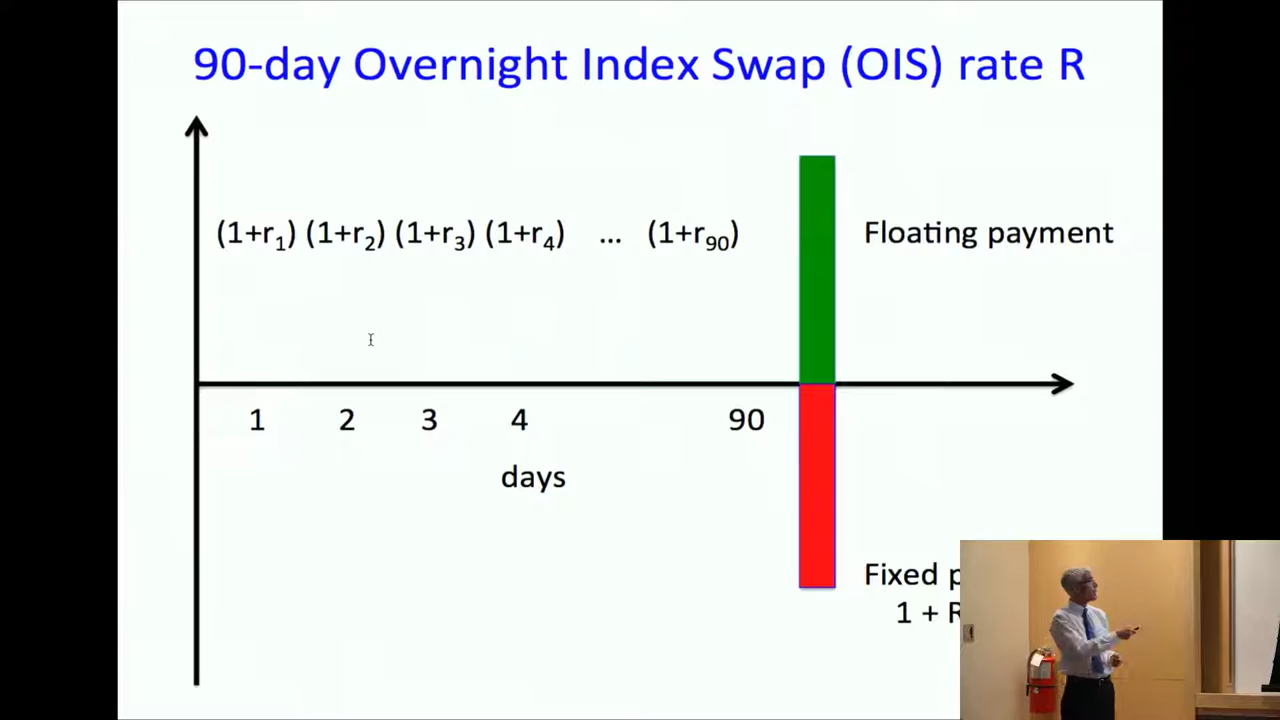 90-day Overnight Index Swap (OIS) rate R
(1+r₁) (1+r₂) (1+r₃) (1+r₄) ... (1+r₉₀)
Floating payment
1 2 3 4 90
days
Fixed
1 + R